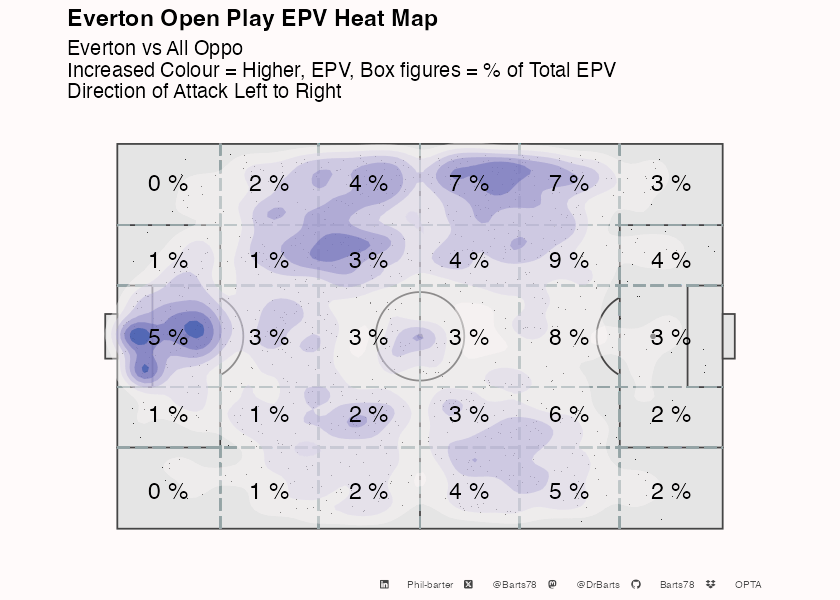 Everton Open Play EPV Heat Map
Everton vs All Oppo
Increased Colour = Higher, EPV, Box figures = % of Total EPV
Direction of Attack Left to Right
0 % 2 % 4 % 7 % 7 % 3 %
1 % 1 % 3 % 4 % 9 % 4 %
5 % 3 % 3 % 3 % 8 % 3 %
1 % 1 % 2 % 3 % 6 % 2 %
0 % 1 % 2 % 4 % 5 % 2 %
Phil-barter @Barts78 @DrBarts Barts78 OPTA